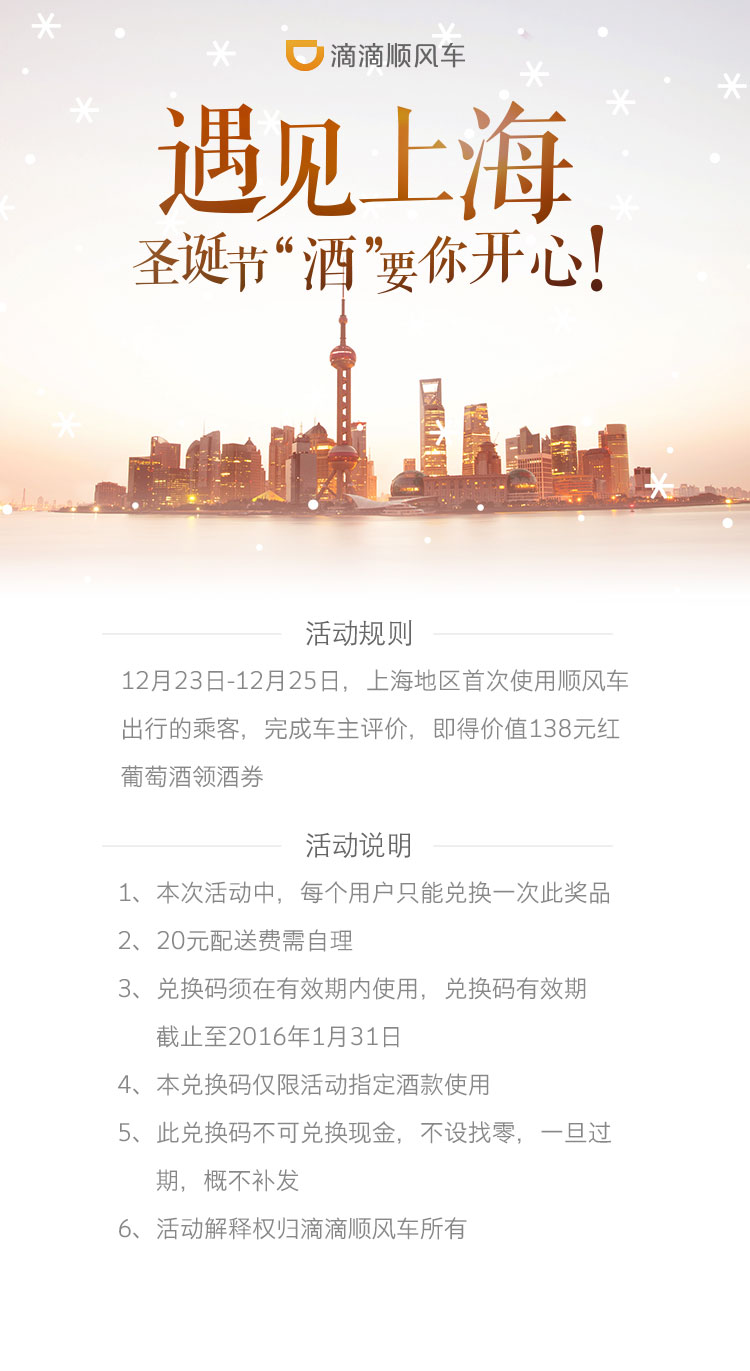 滴滴顺风车
遇见上海
圣诞节“酒”要你开心!
活动规则
12月23日-12月25日，上海地区首次使用顺风车
出行的乘客，完成车主评价，即得价值138元红
葡萄酒领酒券
活动说明
1、本次活动中，每个用户只能兑换一次此奖品
2、20元配送费需自理
3、兑换码须在有效期内使用，兑换码有效期
截止至2016年1月31日
4、本兑换码仅限活动指定酒款使用
5、此兑换码不可兑换现金，不设找零，一旦过
期，概不补发
6、活动解释权归滴滴顺风车所有